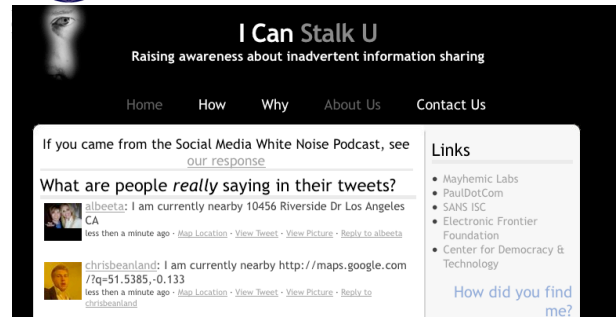 I Can Stalk U
Raising awareness about inadvertent information sharing
Home How Why About Us Contact Us
If you came from the Social Media White Noise Podcast, see
our response
What are people really saying in their tweets?
albeeta: I am currently nearby 10456 Riverside Dr Los Angeles
CA
less then a minute ago · Map Location · View Tweet · View Picture · Reply to albeeta
chrisbeanland: I am currently nearby http://maps.google.com
/?q=51.5385,-0.133
less then a minute ago · Map Location · View Tweet · View Picture · Reply to
chrisbeanland
Links
Mayhemic Labs
PaulDotCom
SANS ISC
Electronic Frontier
Foundation
Center for Democracy &
Technology
How did you find
me?